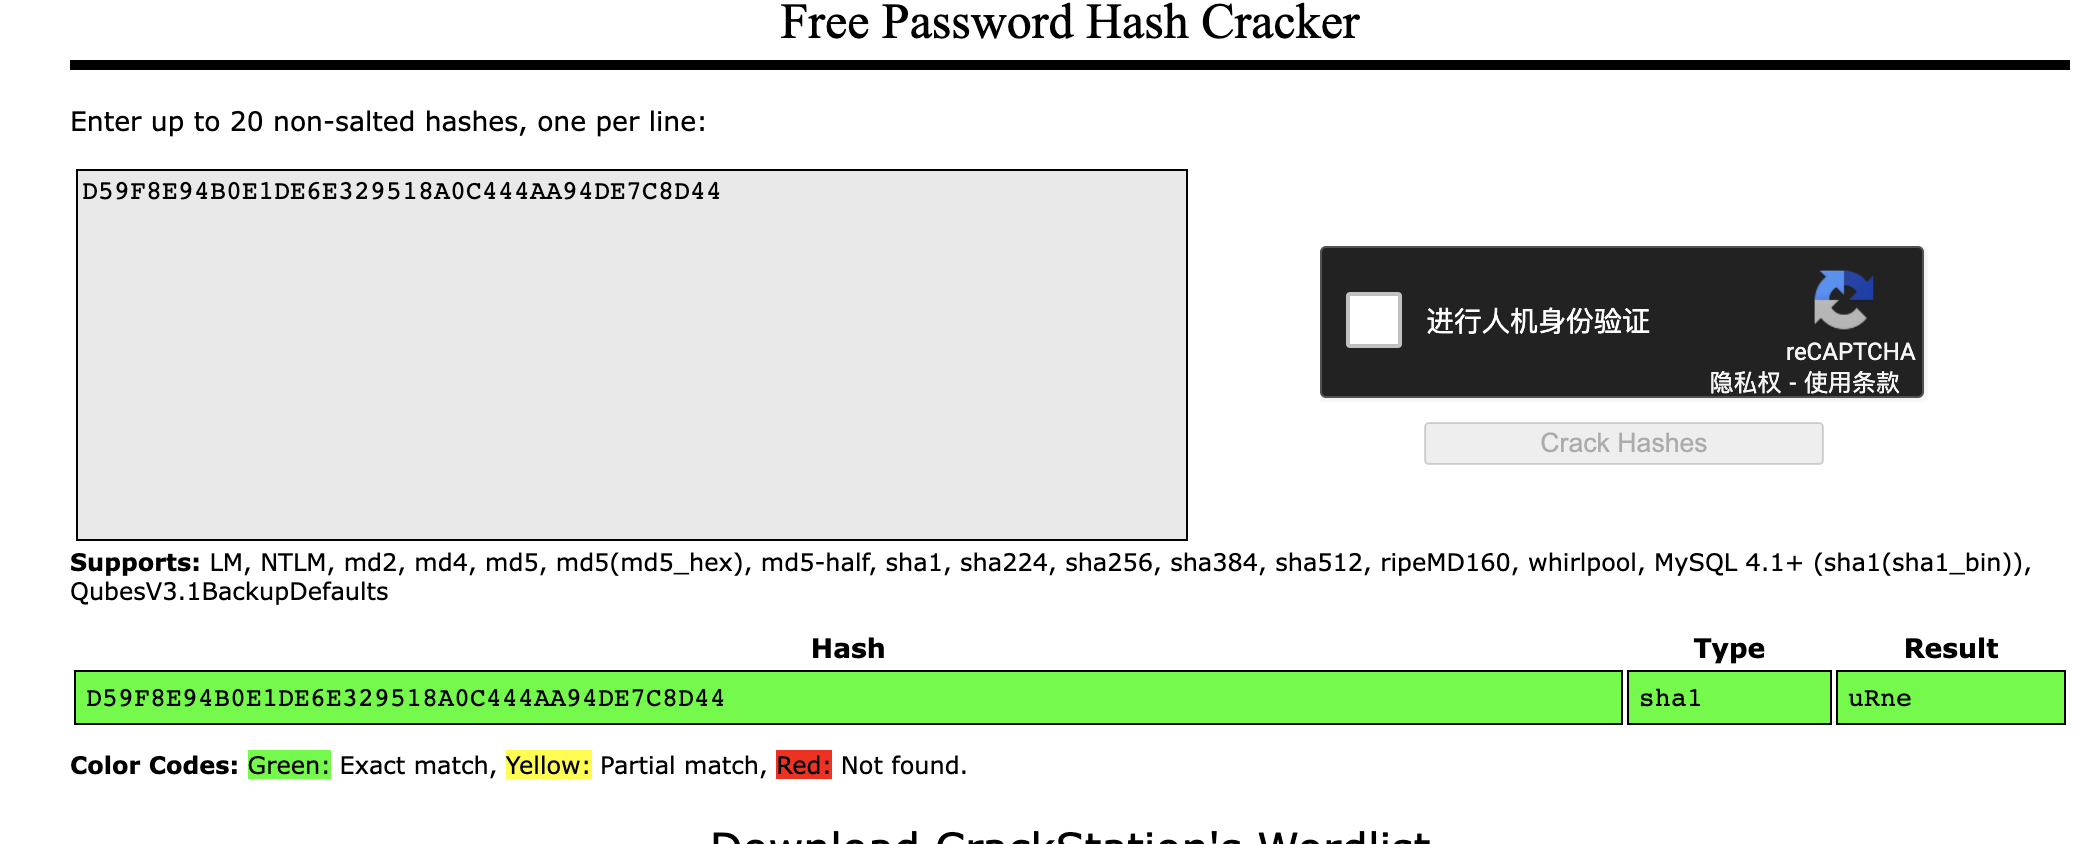 Free Password Hash Cracker
Enter up to 20 non-salted hashes, one per line:
D59F8E94B0E1DE6E329518A0C444AA94DE7C8D44
进行人机身份验证
reCAPTCHA
隐私权 - 使用条款
Crack Hashes
Supports: LM, NTLM, md2, md4, md5, md5(md5_hex), md5-half, sha1, sha224, sha256, sha384, sha512, ripeMD160, whirlpool, MySQL 4.1+ (sha1(sha1_bin)),
QubesV3.1BackupDefaults
Hash Type Result
D59F8E94B0E1DE6E329518A0C444AA94DE7C8D44 sha1 uRne
Color Codes: Green: Exact match, Yellow: Partial match, Red: Not found.
Download CrackStation's Wordlist